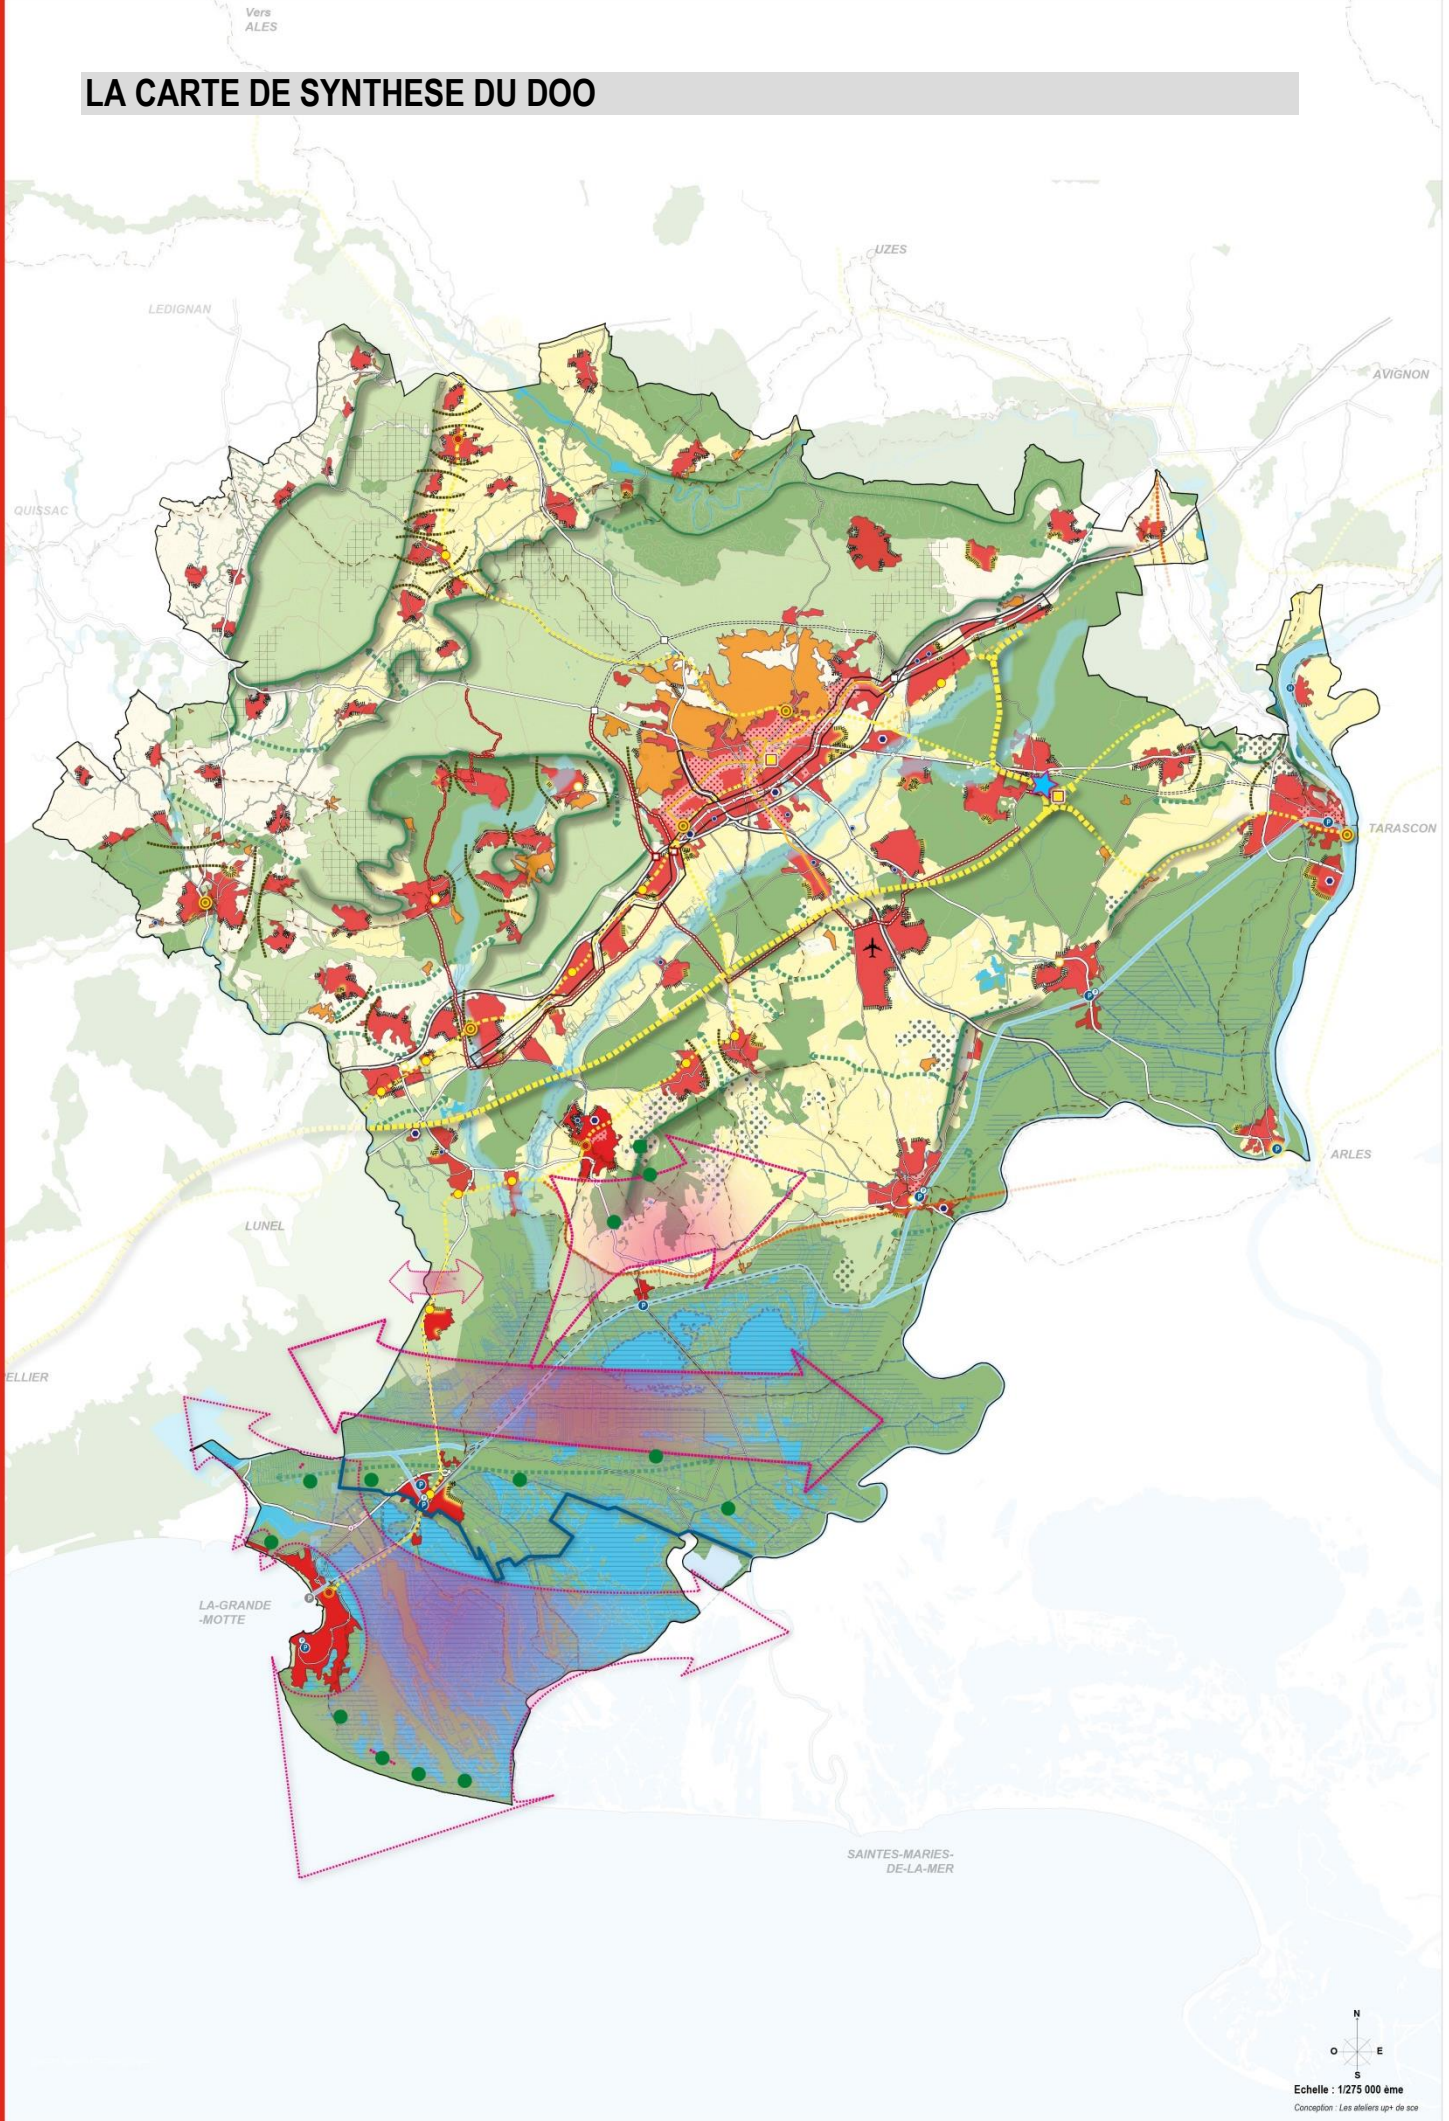 Vers
ALES
LA CARTE DE SYNTHESE DU DOO
UZES
LEDIGNAN
AVIGNON
QUISSAC
TARASCON
ARLES
LUNEL
ELLIER
LA-GRANDE
-MOTTE
SAINTES-MARIES-
DE-LA-MER
N
O E
S
Echelle : 1/275 000 ème
Conception : Les ateliers up+ de sce